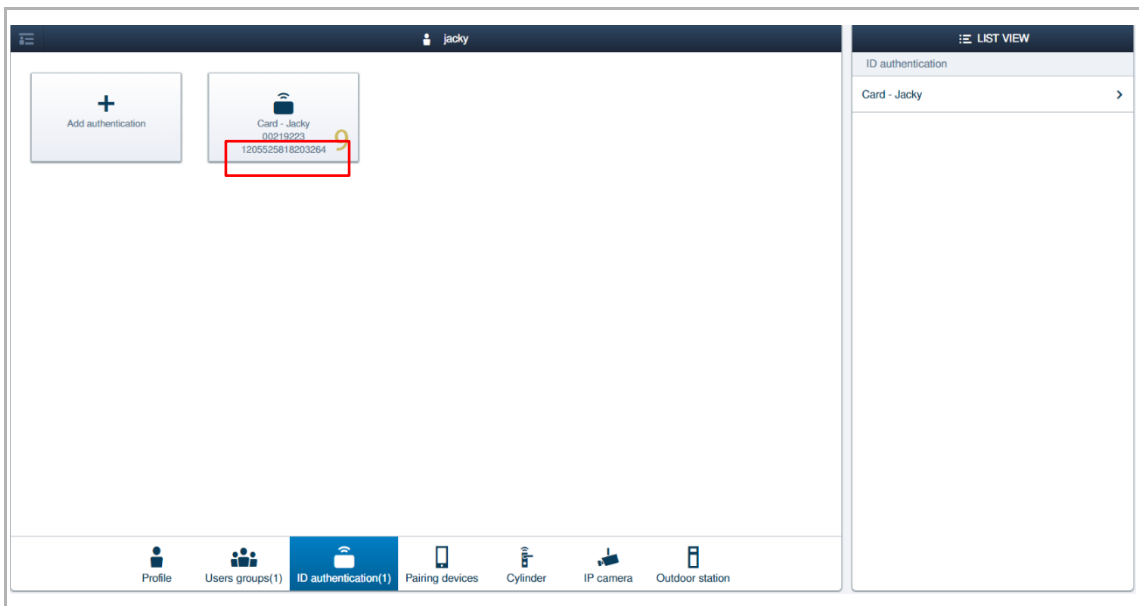 jacky
LIST VIEW
ID authentication
Card - Jacky
Add authentication
Card - Jacky
00219223
1205525818203264
9
Profile
Users groups(1)
ID authentication(1)
Pairing devices
Cylinder
IP camera
Outdoor station